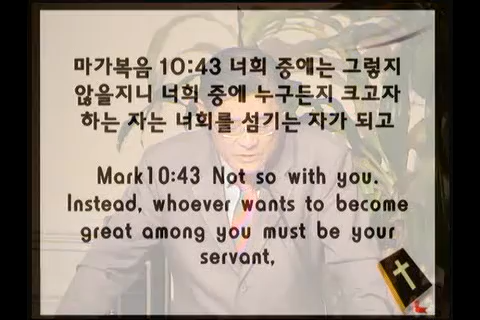 마가복음 10:43 너희 중에는 그렇지
않을지니 너희 중에 누구든지 크고자
하는 자는 너희를 섬기는 자가 되고
Mark10:43 Not so with you.
Instead, whoever wants to become
great among you must be your
servant,